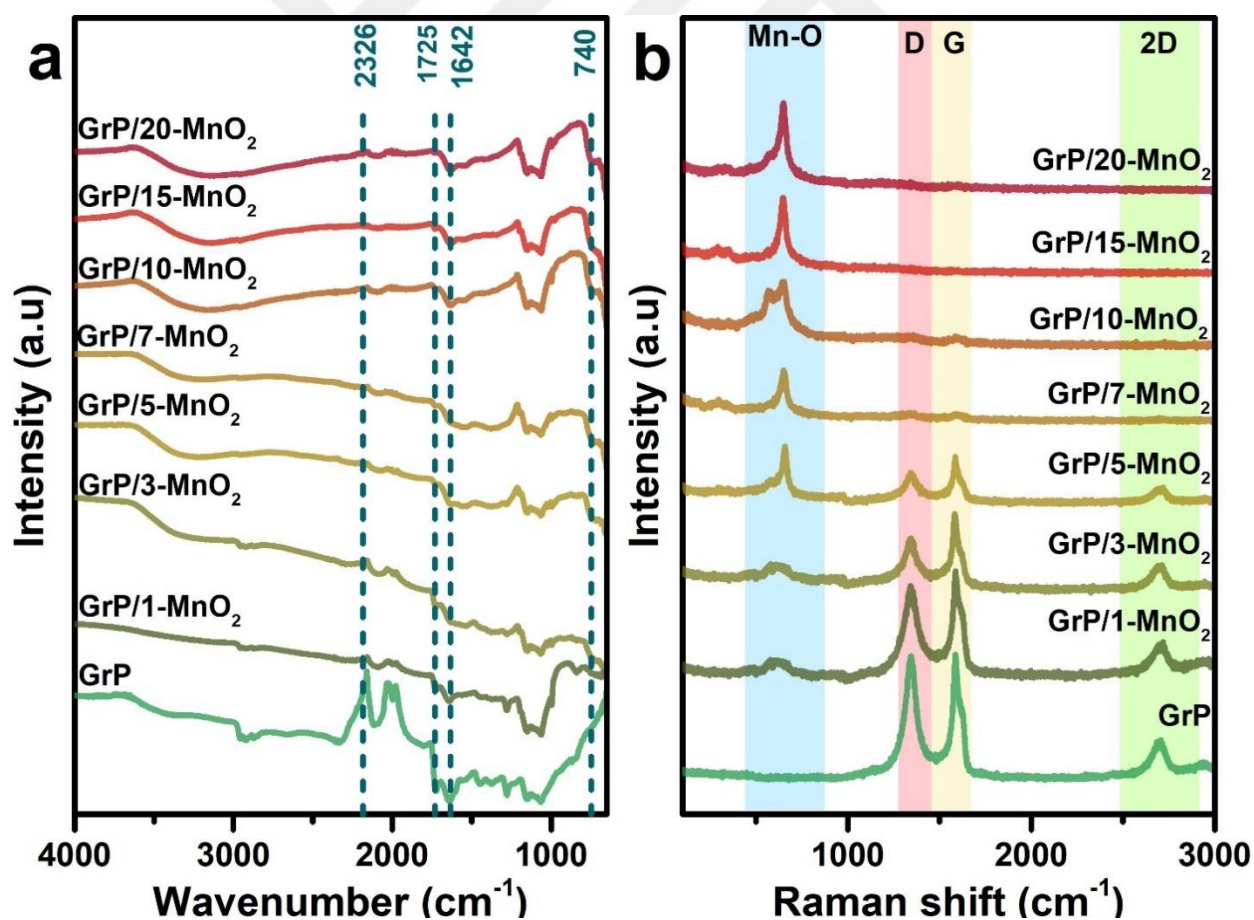 a
2326
1725
1642
740
GrP/20-MnO₂
GrP/15-MnO₂
GrP/10-MnO₂
GrP/7-MnO₂
GrP/5-MnO₂
GrP/3-MnO₂
GrP/1-MnO₂
GrP
Intensity (a.u)
4000 3000 2000 1000
Wavenumber (cm⁻¹)
b
Mn-O D G 2D
GrP/20-MnO₂
GrP/15-MnO₂
GrP/10-MnO₂
GrP/7-MnO₂
GrP/5-MnO₂
GrP/3-MnO₂
GrP/1-MnO₂
GrP
Intensity (a.u)
1000 2000 3000
Raman shift (cm⁻¹)